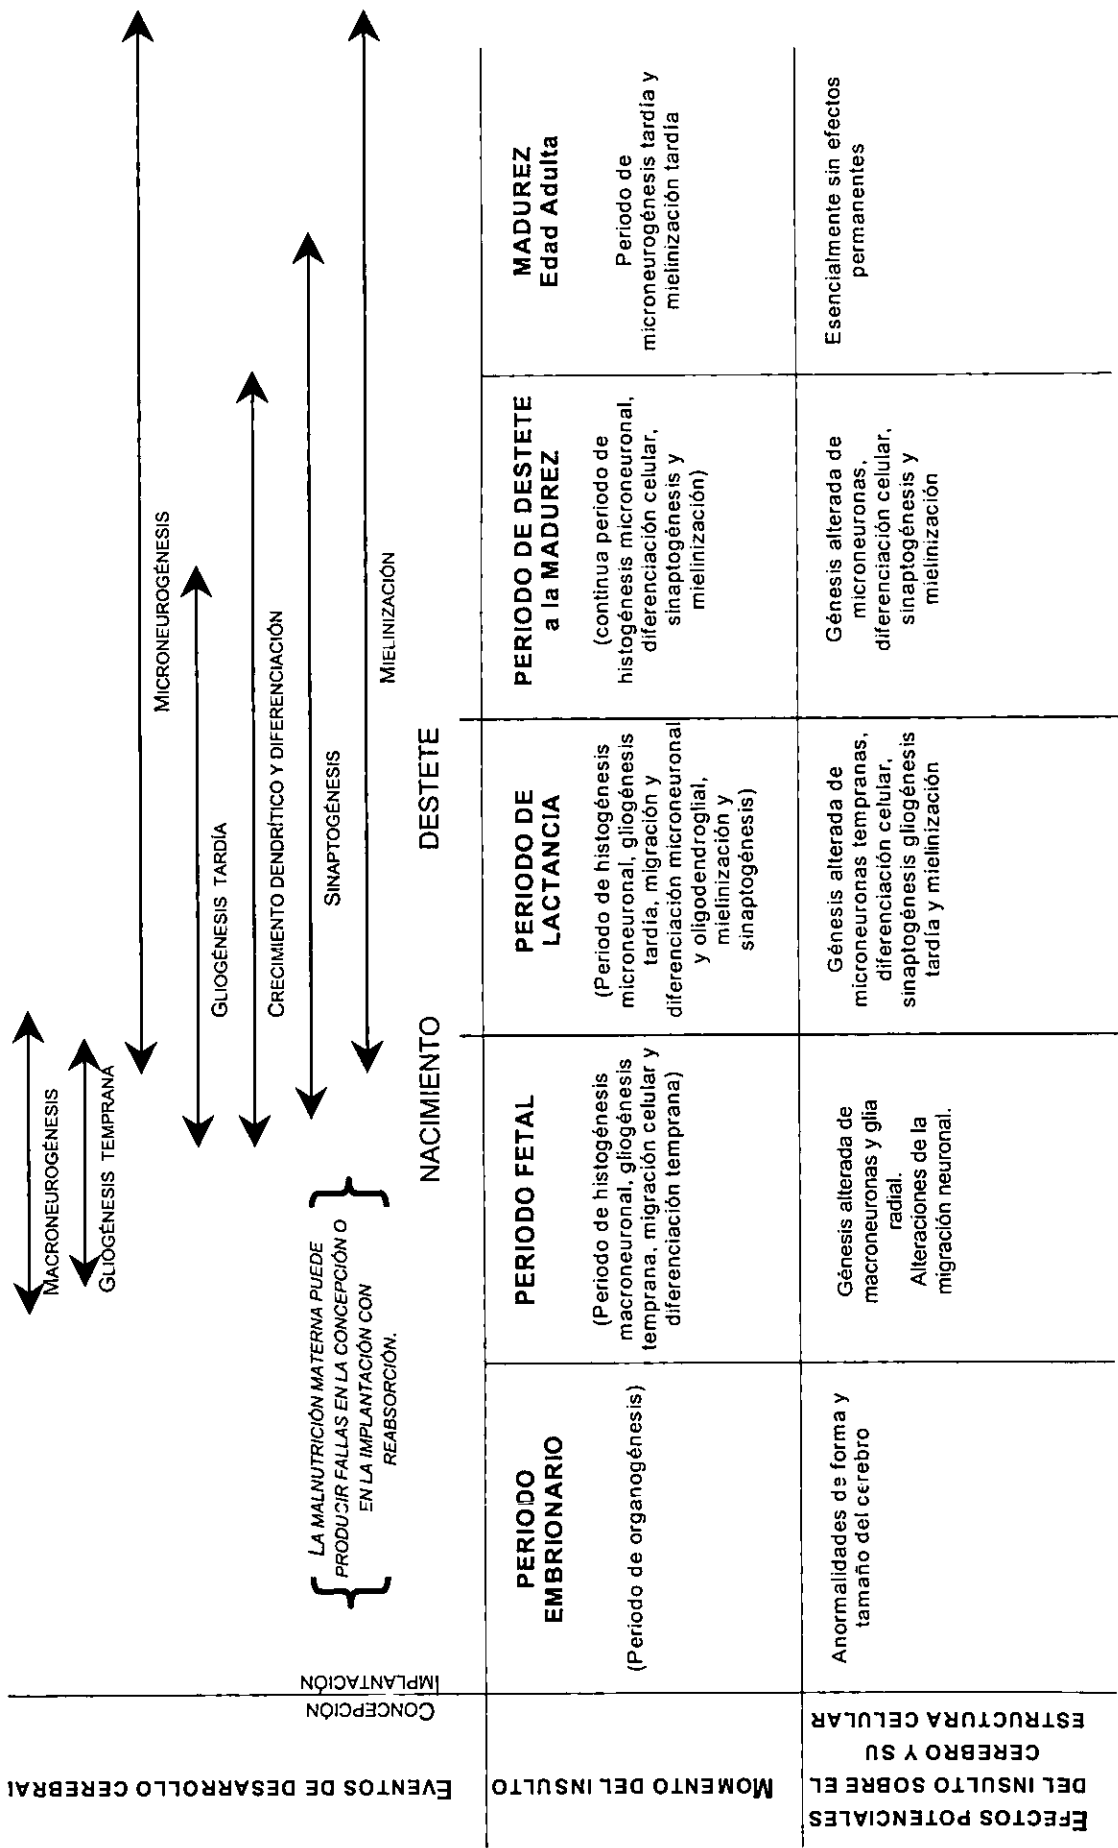 EVENTOS DE DESARROLLO CEREBRAL
CONCEPCIÓN
IMPLANTACIÓN
MACRONEUROGÉNESIS
GLIOGÉNESIS TEMPRANA
MICRONEUROGÉNESIS
GLIOGÉNESIS TARDÍA
CRECIMIENTO DENDRÍTICO Y DIFERENCIACIÓN
SINAPTOGÉNESIS
MIELINIZACIÓN
LA MALNUTRICIÓN MATERNA PUEDE
PRODUCIR FALLAS EN LA CONCEPCIÓN O
EN LA IMPLANTACIÓN CON
REABSORCIÓN.
NACIMIENTO
DESTETE
MOMENTO DEL INSULTO
PERIODO
EMBRIONARIO
(Periodo de organogénesis)
PERIODO FETAL
(Periodo de histogénesis
macroneuronal, gliogénesis
temprana, migración celular y
diferenciación temprana)
PERIODO DE
LACTANCIA
(Periodo de histogénesis
microneuronal, gliogénesis
tardía, migración y
diferenciación microneuronal
y oligodendroglial,
mielinización y
sinaptogénesis)
PERIODO DE DESTETE
a la MADUREZ
(continua periodo de
histogénesis microneuronal,
diferenciación celular,
sinaptogénesis y
mielinización)
MADUREZ
Edad Adulta
Periodo de
microneurogénesis tardía y
mielinización tardía
EFECTOS POTENCIALES
DEL INSULTO SOBRE EL
CEREBRO Y SU
ESTRUCTURA CELULAR
Anormalidades de forma y
tamaño del cerebro
Génesis alterada de
macroneuronas y glia
radial.
Alteraciones de la
migración neuronal.
Génesis alterada de
microneuronas tempranas,
diferenciación celular,
sinaptogénesis gliogénesis
tardía y mielinización
Génesis alterada de
microneuronas,
diferenciación celular,
sinaptogénesis y
mielinización
Esencialmente sin efectos
permanentes